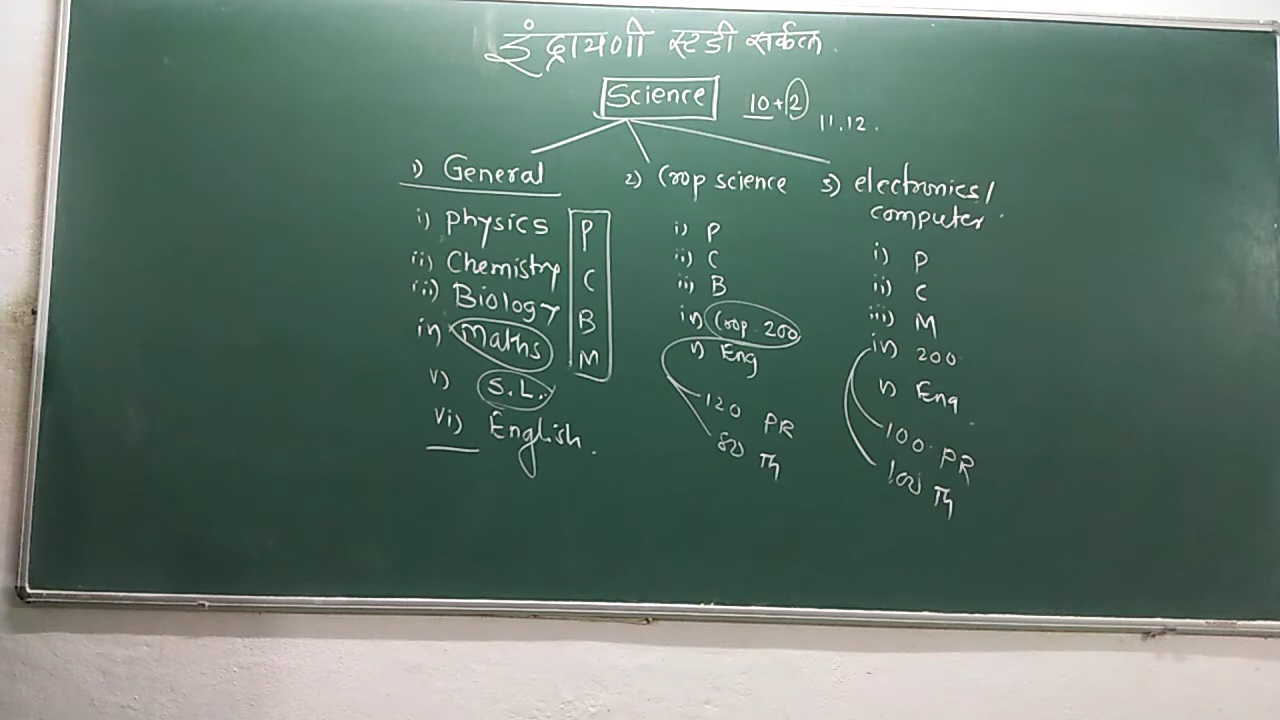 इंद्रायणी स्टडी सर्कल.
Science 10+2 11.12.
1) General
i) Physics P
ii) Chemistry C
iii) Biology B
iv) Maths M
v) S.L.
vi) English.
2) Crop science
i) P
ii) C
iii) B
iv) Crop. 200
v) Eng
120 PR
80 Th
3) electronics/
computer.
i) P
ii) C
iii) M
iv) 200
v) Eng
100. PR
100 Th